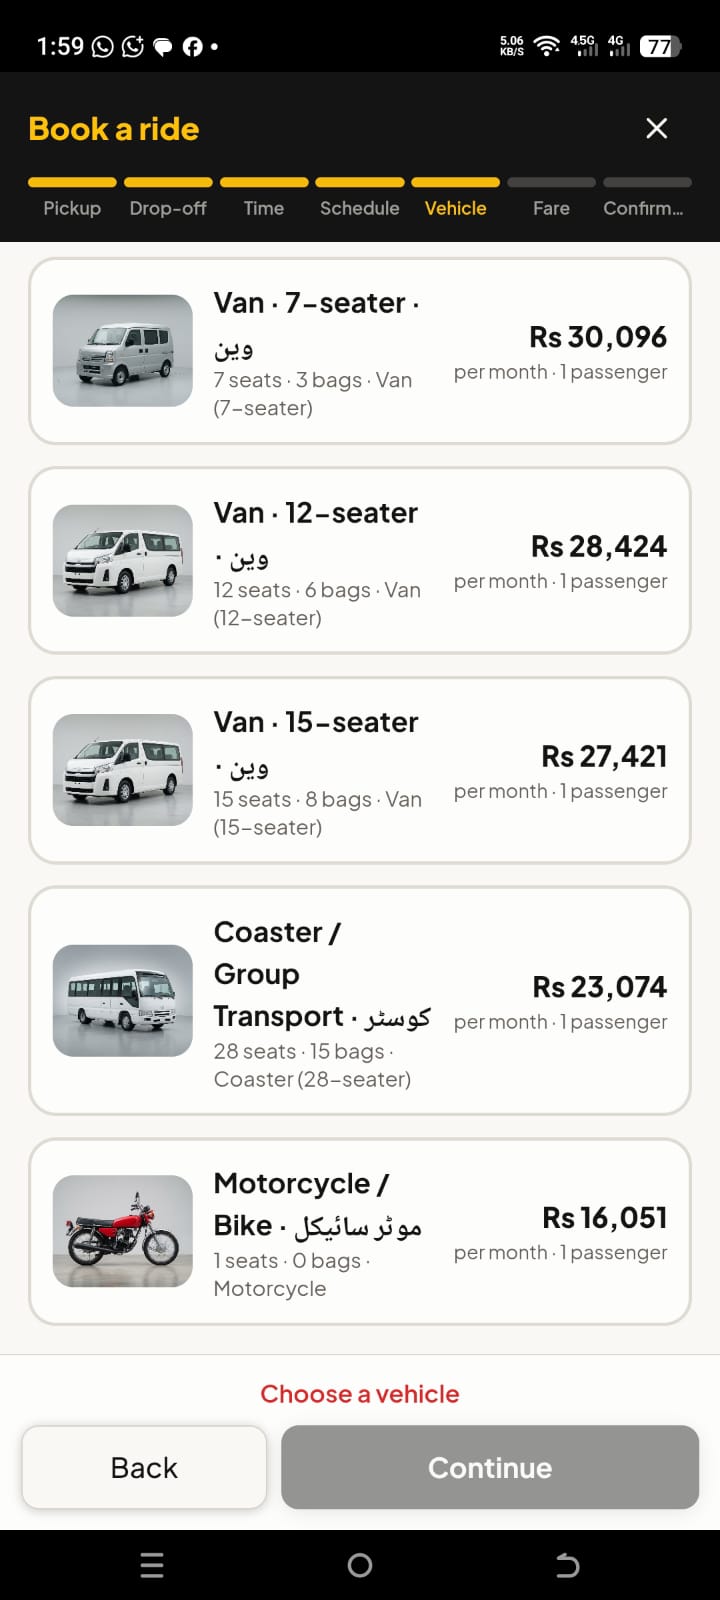 1:59
5.06 KB/S 4.5G 4G 77
Book a ride
Pickup Drop-off Time Schedule Vehicle Fare Confirm...
Van · 7-seater ·
وین
7 seats · 3 bags · Van
(7-seater)
Rs 30,096
per month · 1 passenger
Van · 12-seater
· وین
12 seats · 6 bags · Van
(12-seater)
Rs 28,424
per month · 1 passenger
Van · 15-seater
· وین
15 seats · 8 bags · Van
(15-seater)
Rs 27,421
per month · 1 passenger
Coaster /
Group
Transport · کوسٹر
28 seats · 15 bags ·
Coaster (28-seater)
Rs 23,074
per month · 1 passenger
Motorcycle /
Bike · موٹر سائیکل
1 seats · 0 bags ·
Motorcycle
Rs 16,051
per month · 1 passenger
Choose a vehicle
Back
Continue